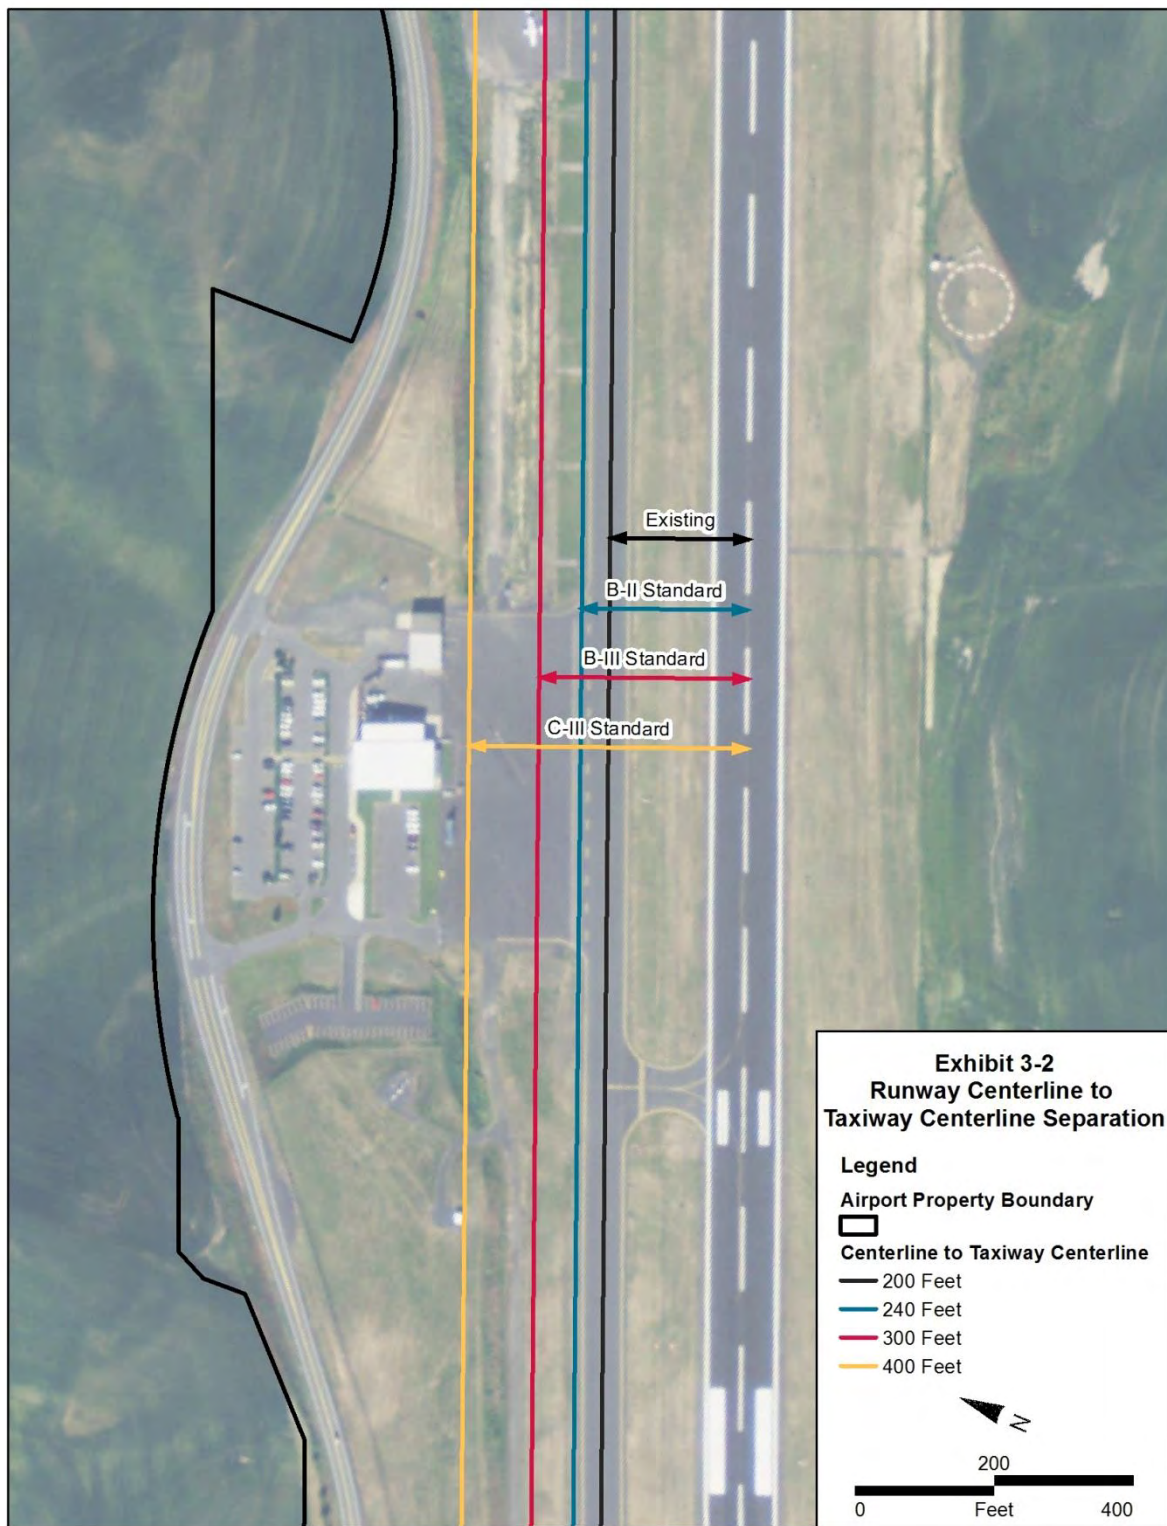 Existing
B-II Standard
B-III Standard
C-III Standard
Exhibit 3-2
Runway Centerline to
Taxiway Centerline Separation
Legend
Airport Property Boundary
Centerline to Taxiway Centerline
200 Feet
240 Feet
300 Feet
400 Feet
N
200
0 Feet 400